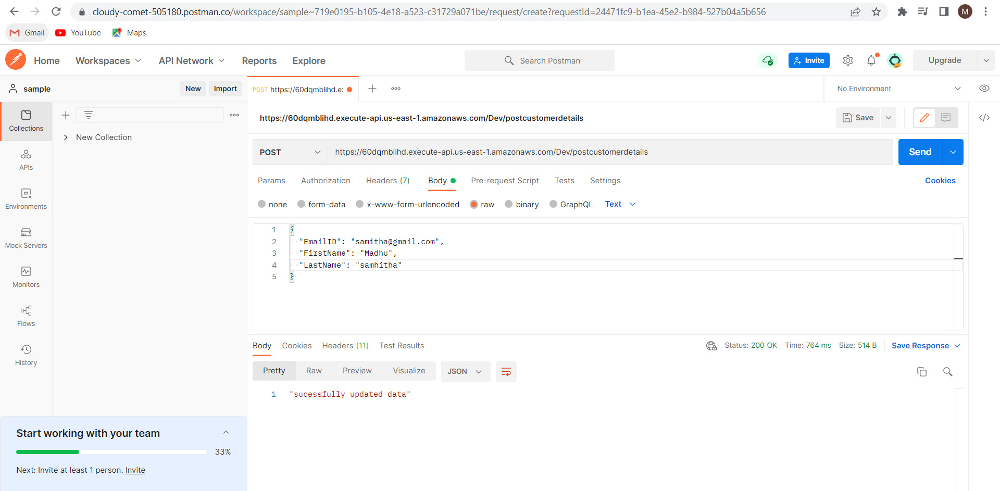 cloudy-comet-505180.postman.co/workspace/sample~719e0195-b105-4e18-a523-c31729a071be/request/create?requestId=24471fc9-b1ea-45e2-b984-527b04a5b656
M
Gmail YouTube Maps
Home Workspaces API Network Reports Explore Search Postman Invite Upgrade
sample New Import POST https://60dqmblihd.e> No Environment
Collections
New Collection
APIs
Environments
Mock Servers
Monitors
Flows
History
https://60dqmblihd.execute-api.us-east-1.amazonaws.com/Dev/postcustomerdetails Save
POST https://60dqmblihd.execute-api.us-east-1.amazonaws.com/Dev/postcustomerdetails Send
Params Authorization Headers (7) Body Pre-request Script Tests Settings Cookies
none form-data x-www-form-urlencoded raw binary GraphQL Text
1 {
2 "EmailID": "samitha@gmail.com",
3 "FirstName": "Madhu",
4 "LastName": "samhitha"
5 }
Body Cookies Headers (11) Test Results Status: 200 OK Time: 764 ms Size: 514 B Save Response
Pretty Raw Preview Visualize JSON
1 "sucessfully updated data"
Start working with your team
33%
Next: Invite at least 1 person. Invite